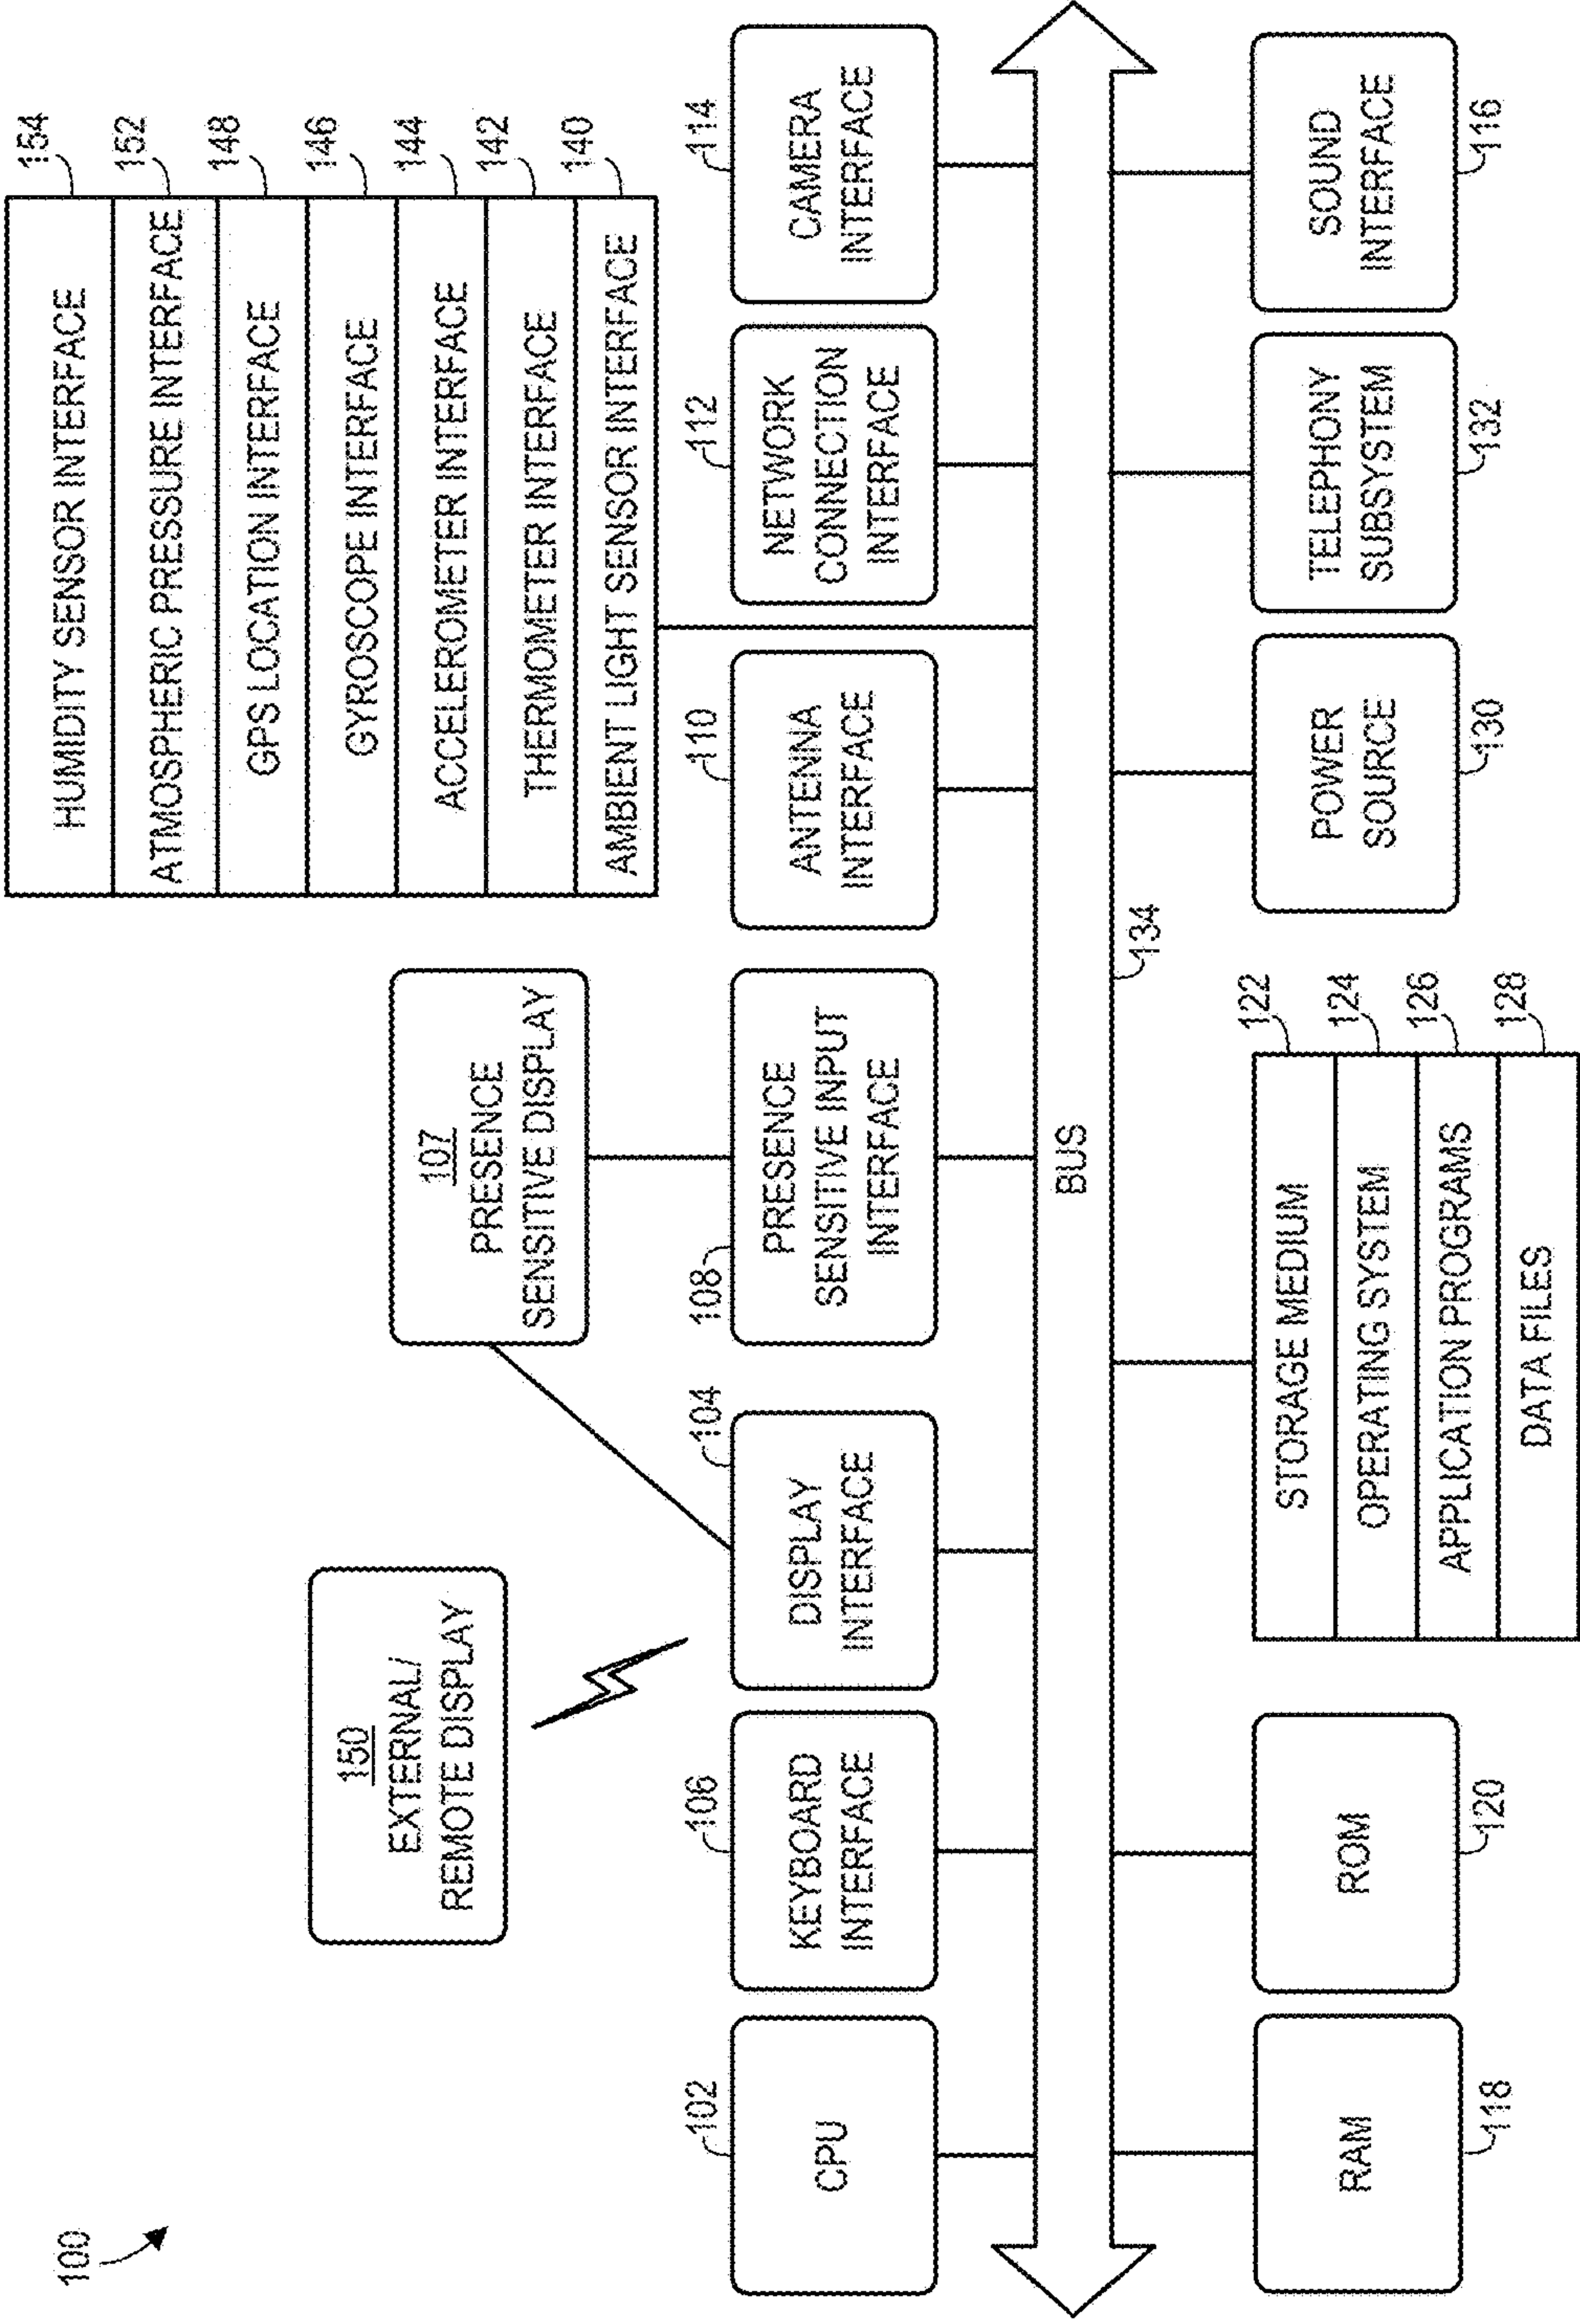 100
154
HUMIDITY SENSOR INTERFACE
152
ATMOSPHERIC PRESSURE INTERFACE
148
GPS LOCATION INTERFACE
146
GYROSCOPE INTERFACE
144
ACCELEROMETER INTERFACE
142
THERMOMETER INTERFACE
140
AMBIENT LIGHT SENSOR INTERFACE
150
EXTERNAL/
REMOTE DISPLAY
107
PRESENCE
SENSITIVE DISPLAY
102
CPU
106
KEYBOARD
INTERFACE
104
DISPLAY
INTERFACE
108
PRESENCE
SENSITIVE INPUT
INTERFACE
110
ANTENNA
INTERFACE
112
NETWORK
CONNECTION
INTERFACE
114
CAMERA
INTERFACE
BUS
134
RAM
118
ROM
120
STORAGE MEDIUM
122
OPERATING SYSTEM
124
APPLICATION PROGRAMS
126
DATA FILES
128
POWER
SOURCE
130
TELEPHONY
SUBSYSTEM
132
SOUND
INTERFACE
116